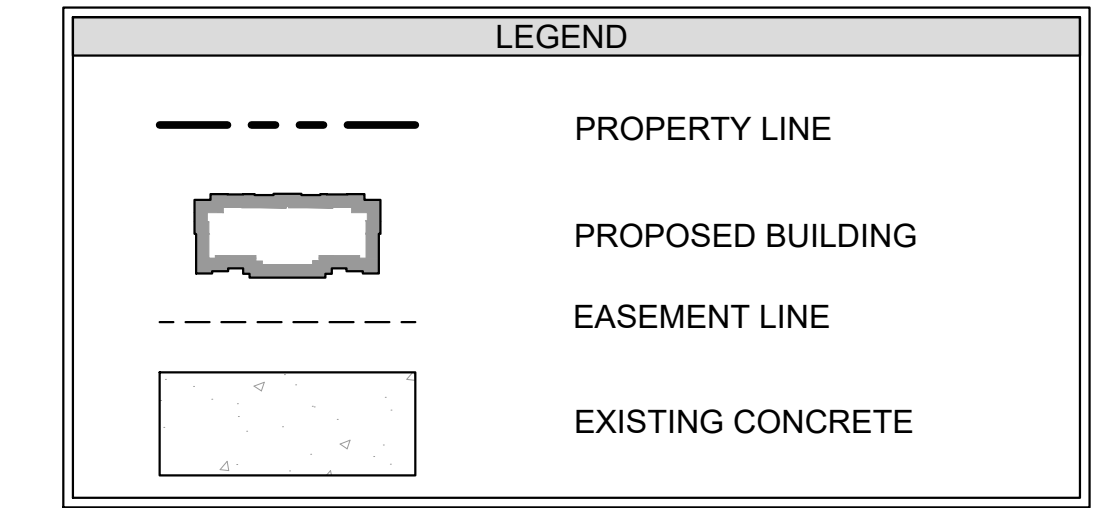 LEGEND
PROPERTY LINE
PROPOSED BUILDING
EASEMENT LINE
EXISTING CONCRETE